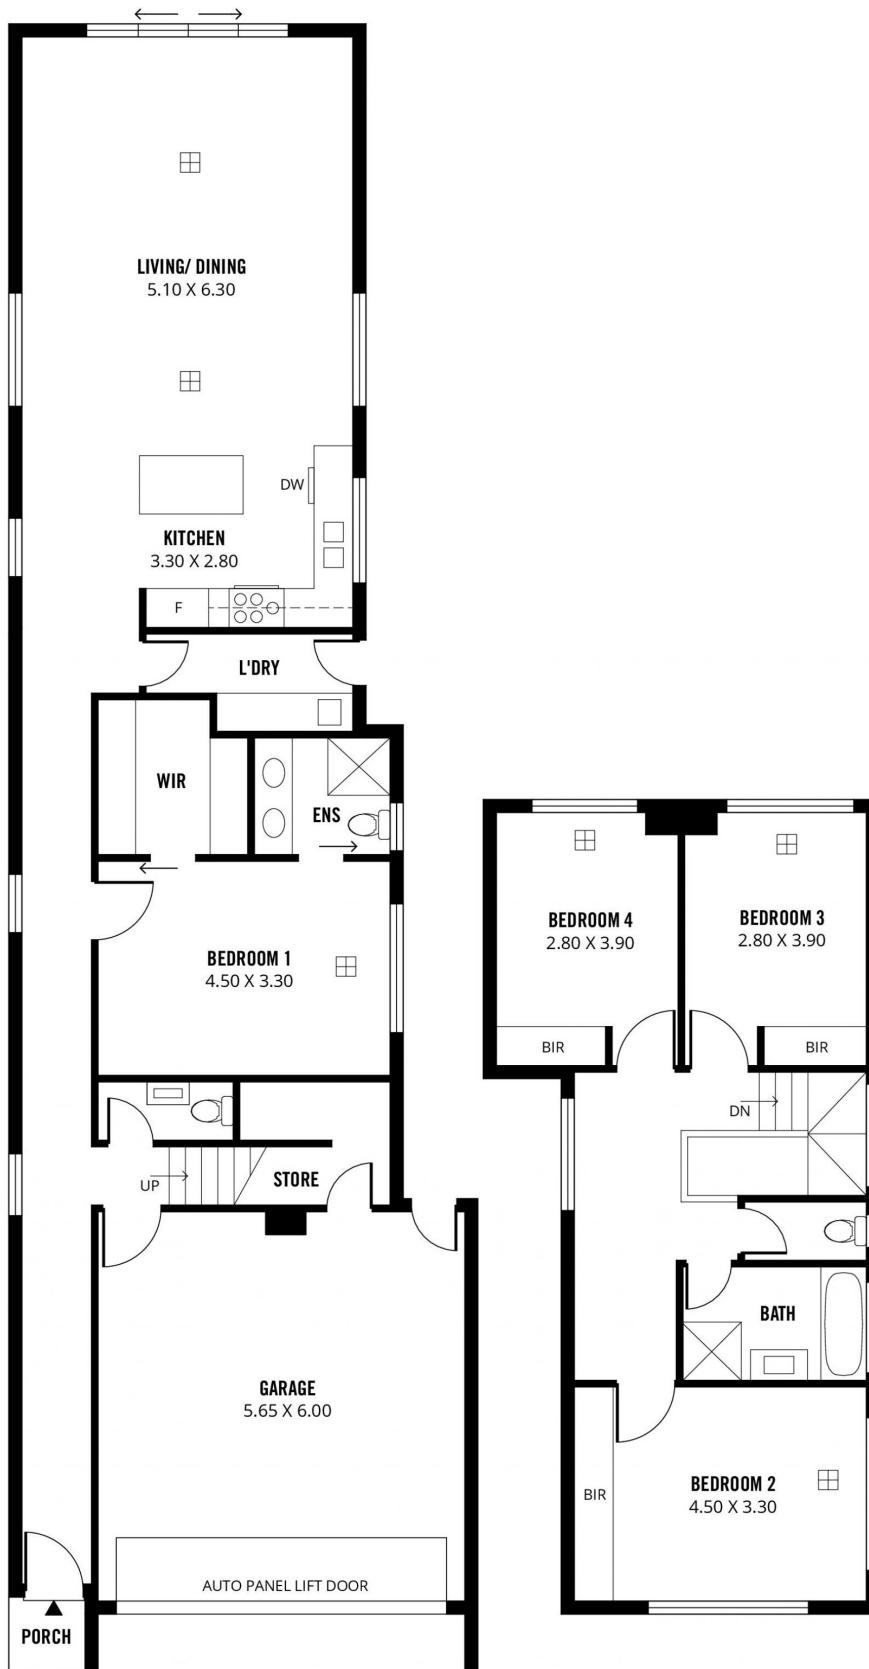 LIVING/ DINING
5.10 X 6.30
DW
KITCHEN
3.30 X 2.80
F
L'DRY
WIR
ENS
BEDROOM 1
4.50 X 3.30
UP
STORE
GARAGE
5.65 X 6.00
AUTO PANEL LIFT DOOR
PORCH
BEDROOM 4
2.80 X 3.90
BEDROOM 3
2.80 X 3.90
BIR
BIR
DN
BATH
BEDROOM 2
4.50 X 3.30
BIR